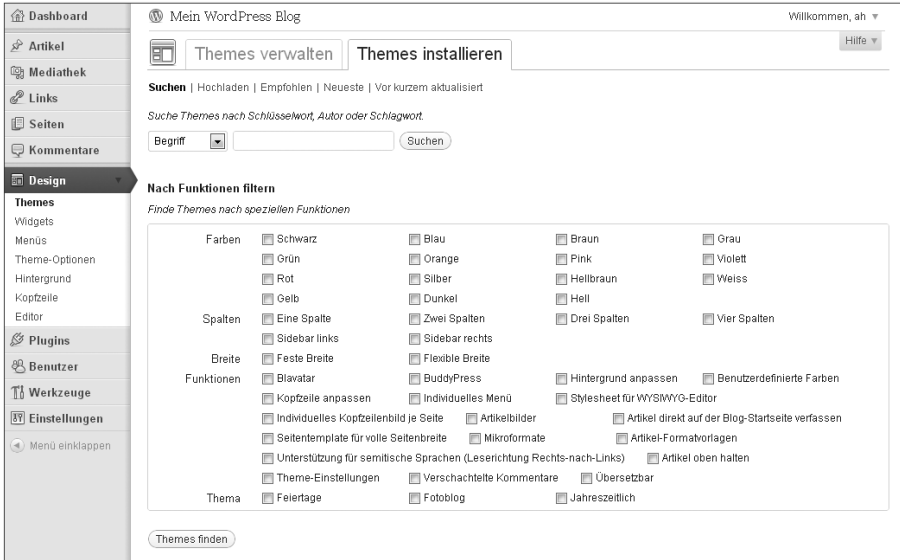 Dashboard
Artikel
Mediathek
Links
Seiten
Kommentare
Design
Themes
Widgets
Menüs
Theme-Optionen
Hintergrund
Kopfzeile
Editor
Plugins
Benutzer
Werkzeuge
Einstellungen
Menü einklappen
Mein WordPress Blog
Willkommen, ah
Hilfe
Themes verwalten Themes installieren
Suchen | Hochladen | Empfohlen | Neueste | Vor kurzem aktualisiert
Suche Themes nach Schlüsselwort, Autor oder Schlagwort.
Begriff Suchen
Nach Funktionen filtern
Finde Themes nach speziellen Funktionen
Farben Schwarz Blau Braun Grau
Grün Orange Pink Violett
Rot Silber Hellbraun Weiss
Gelb Dunkel Hell
Spalten Eine Spalte Zwei Spalten Drei Spalten Vier Spalten
Sidebar links Sidebar rechts
Breite Feste Breite Flexible Breite
Funktionen Blavatar BuddyPress Hintergrund anpassen Benutzerdefinierte Farben
Kopfzeile anpassen Individuelles Menü Stylesheet für WYSIWYG-Editor
Individuelles Kopfzeilenbild je Seite Artikelbilder Artikel direkt auf der Blog-Startseite verfassen
Seitentemplate für volle Seitenbreite Mikroformate Artikel-Formatvorlagen
Unterstützung für semitische Sprachen (Leserichtung Rechts-nach-Links) Artikel oben halten
Theme-Einstellungen Verschachtelte Kommentare Übersetzbar
Thema Feiertage Fotoblog Jahreszeitlich
Themes finden